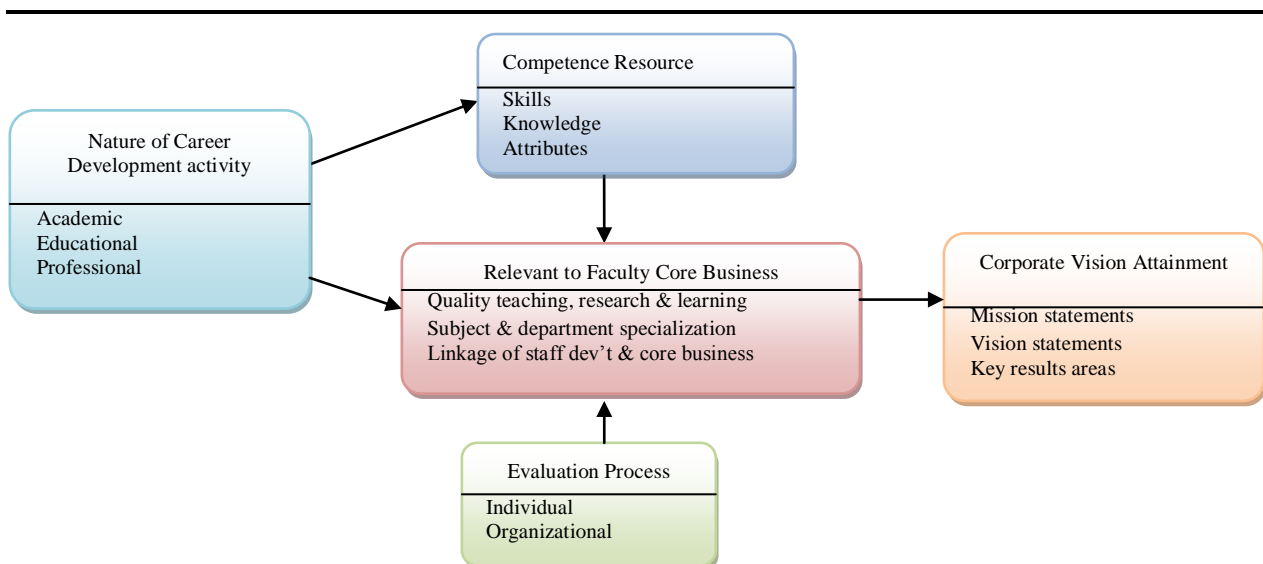 Competence Resource
Skills
Knowledge
Attributes
Nature of Career
Development activity
Academic
Educational
Professional
Relevant to Faculty Core Business
Quality teaching, research & learning
Subject & department specialization
Linkage of staff dev't & core business
Corporate Vision Attainment
Mission statements
Vision statements
Key results areas
Evaluation Process
Individual
Organizational